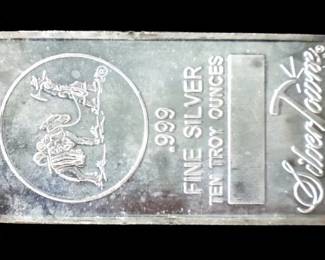 Silvertowne
®
®
.999
FINE SILVER
TEN TROY OUNCES